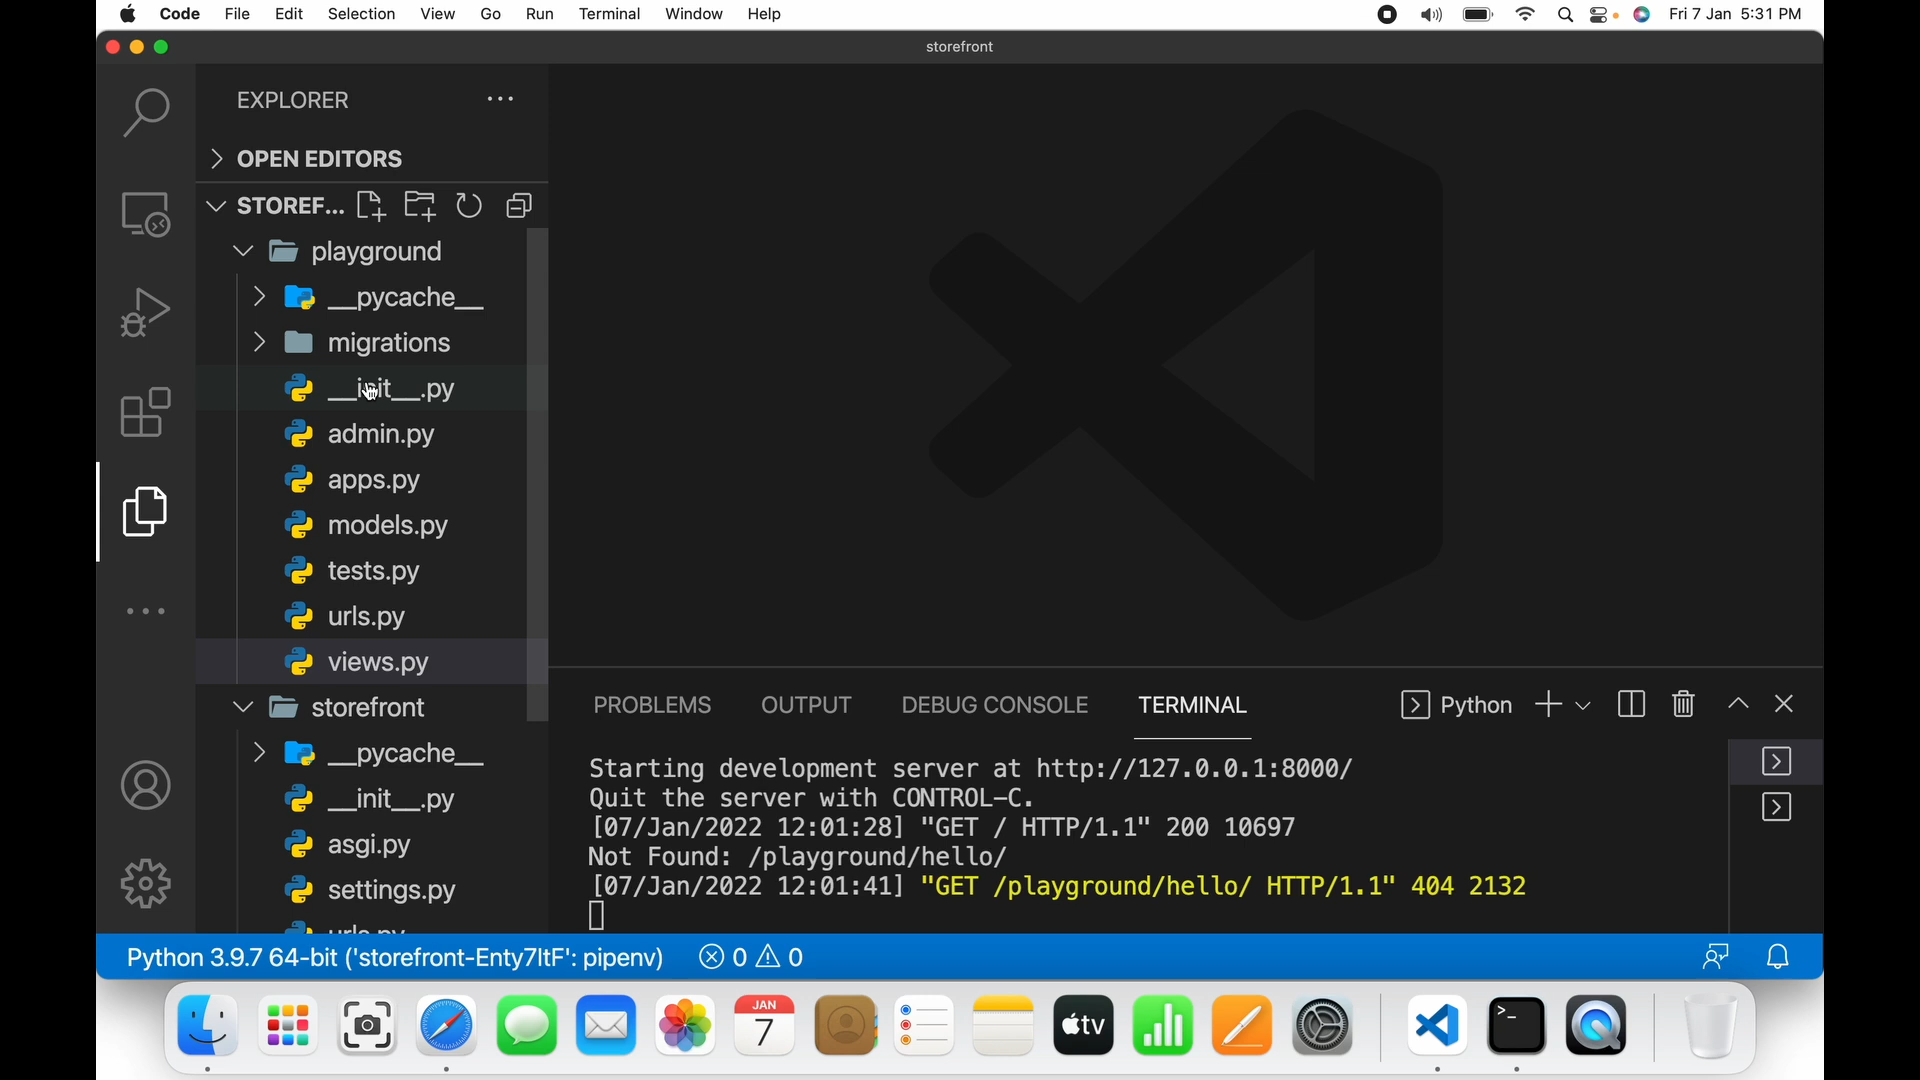 Code File Edit Selection View Go Run Terminal Window Help Fri 7 Jan 5:31 PM
storefront
EXPLORER
OPEN EDITORS
STOREF...
playground
__pycache__
migrations
__init__.py
admin.py
apps.py
models.py
tests.py
urls.py
views.py
storefront
__pycache__
__init__.py
asgi.py
settings.py
urls.py
PROBLEMS OUTPUT DEBUG CONSOLE TERMINAL Python
Starting development server at http://127.0.0.1:8000/
Quit the server with CONTROL-C.
[07/Jan/2022 12:01:28] "GET / HTTP/1.1" 200 10697
Not Found: /playground/hello/
[07/Jan/2022 12:01:41] "GET /playground/hello/ HTTP/1.1" 404 2132
Python 3.9.7 64-bit ('storefront-Enty7ltF': pipenv) 0 0
JAN
7
tv